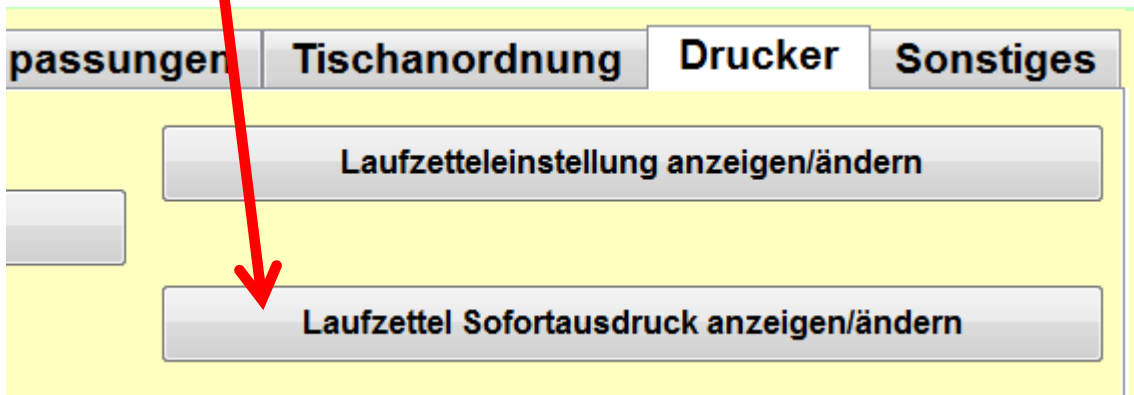 passungen Tischanordnung Drucker Sonstiges
Laufzetteleinstellung anzeigen/ändern
Laufzettel Sofortausdruck anzeigen/ändern